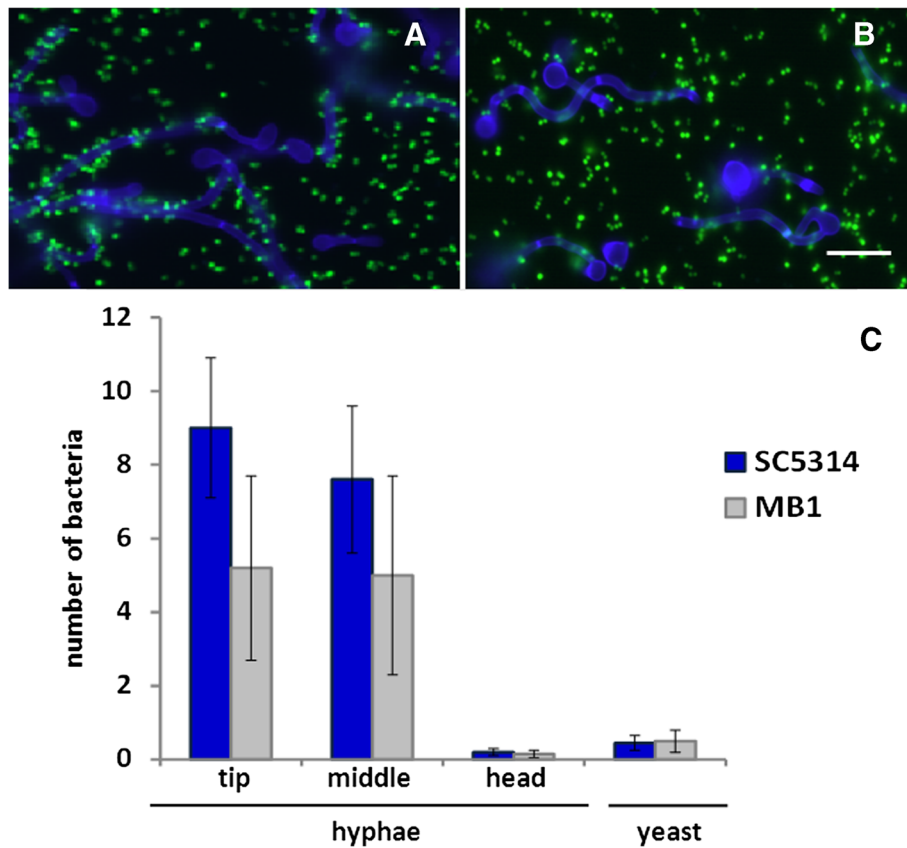 A
B
C
12
10
8
6
4
2
0
number of bacteria
SC5314
MB1
tip
middle
head
hyphae
yeast